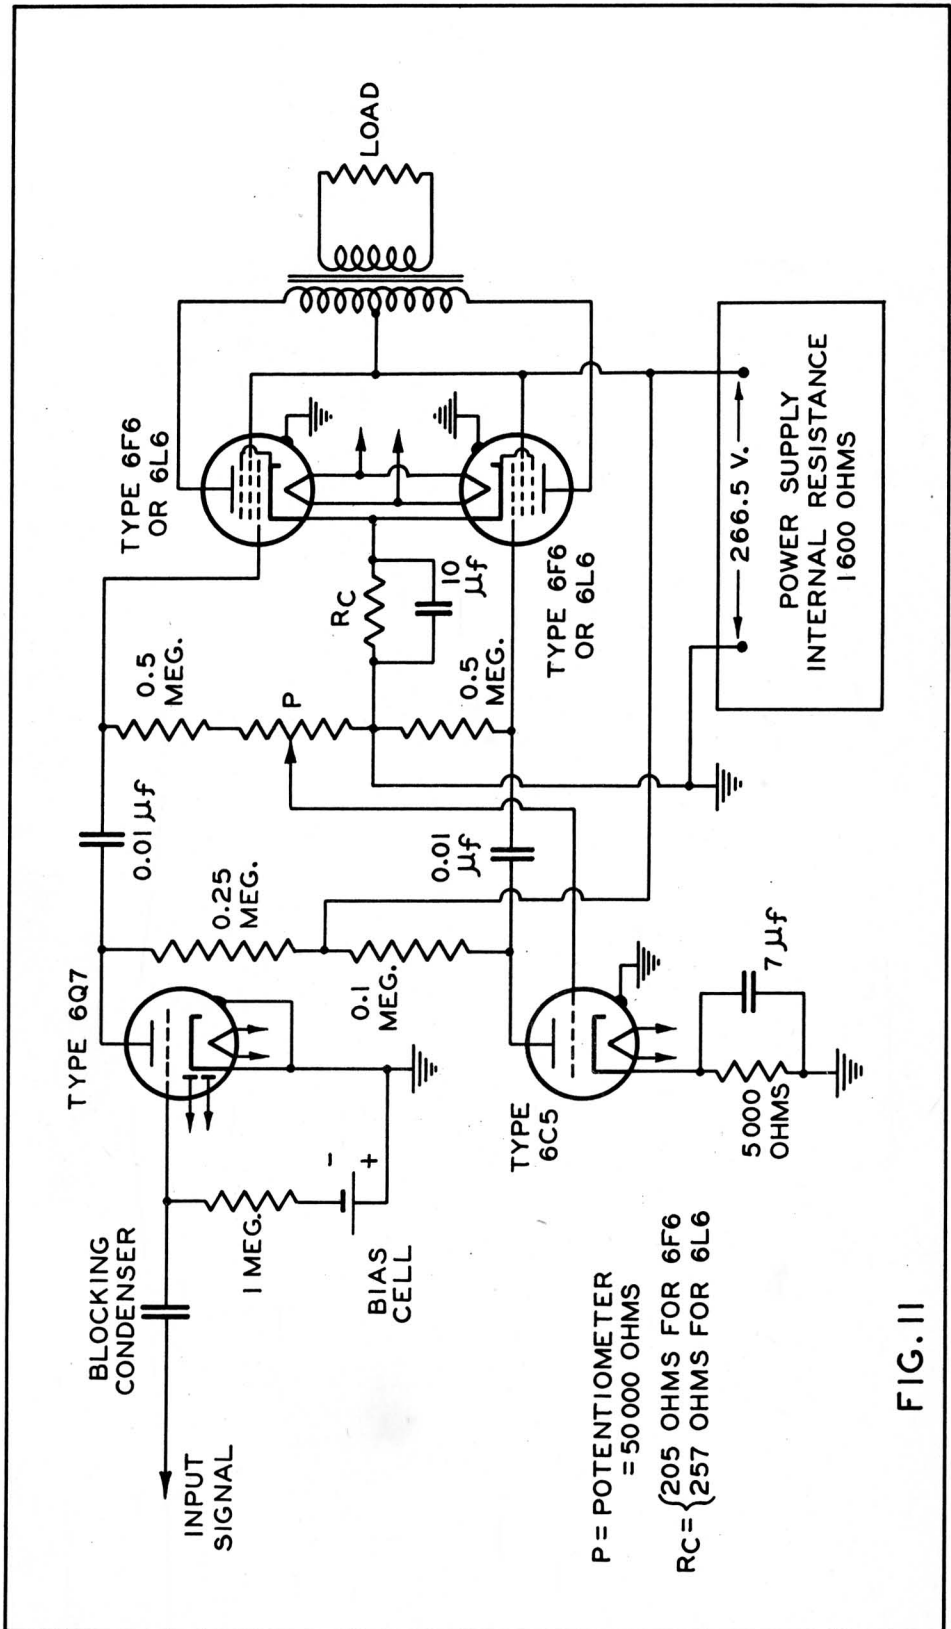 BLOCKING
CONDENSER
INPUT
SIGNAL
1 MEG.
-
+
BIAS
CELL
TYPE 6Q7
0.25
MEG.
0.1
MEG.
0.01 µf
0.01
µf
TYPE
6C5
5000
OHMS
7 µf
0.5
MEG.
P
0.5
MEG.
RC
10
µf
TYPE 6F6
OR 6L6
TYPE 6F6
OR 6L6
LOAD
266.5 V.
POWER SUPPLY
INTERNAL RESISTANCE
1600 OHMS
P = POTENTIOMETER
= 50000 OHMS
RC = {205 OHMS FOR 6F6
257 OHMS FOR 6L6
FIG. 11